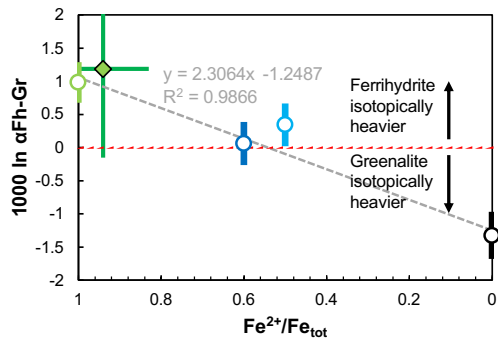 2
1.5
1
0.5
0
-0.5
-1
-1.5
-2
1000 ln αFh-Gr
y = 2.3064x -1.2487
R² = 0.9866
Ferrihydrite
isotopically
heavier
Greenalite
isotopically
heavier
1 0.8 0.6 0.4 0.2 0
Fe²⁺/Feₜₒₜ